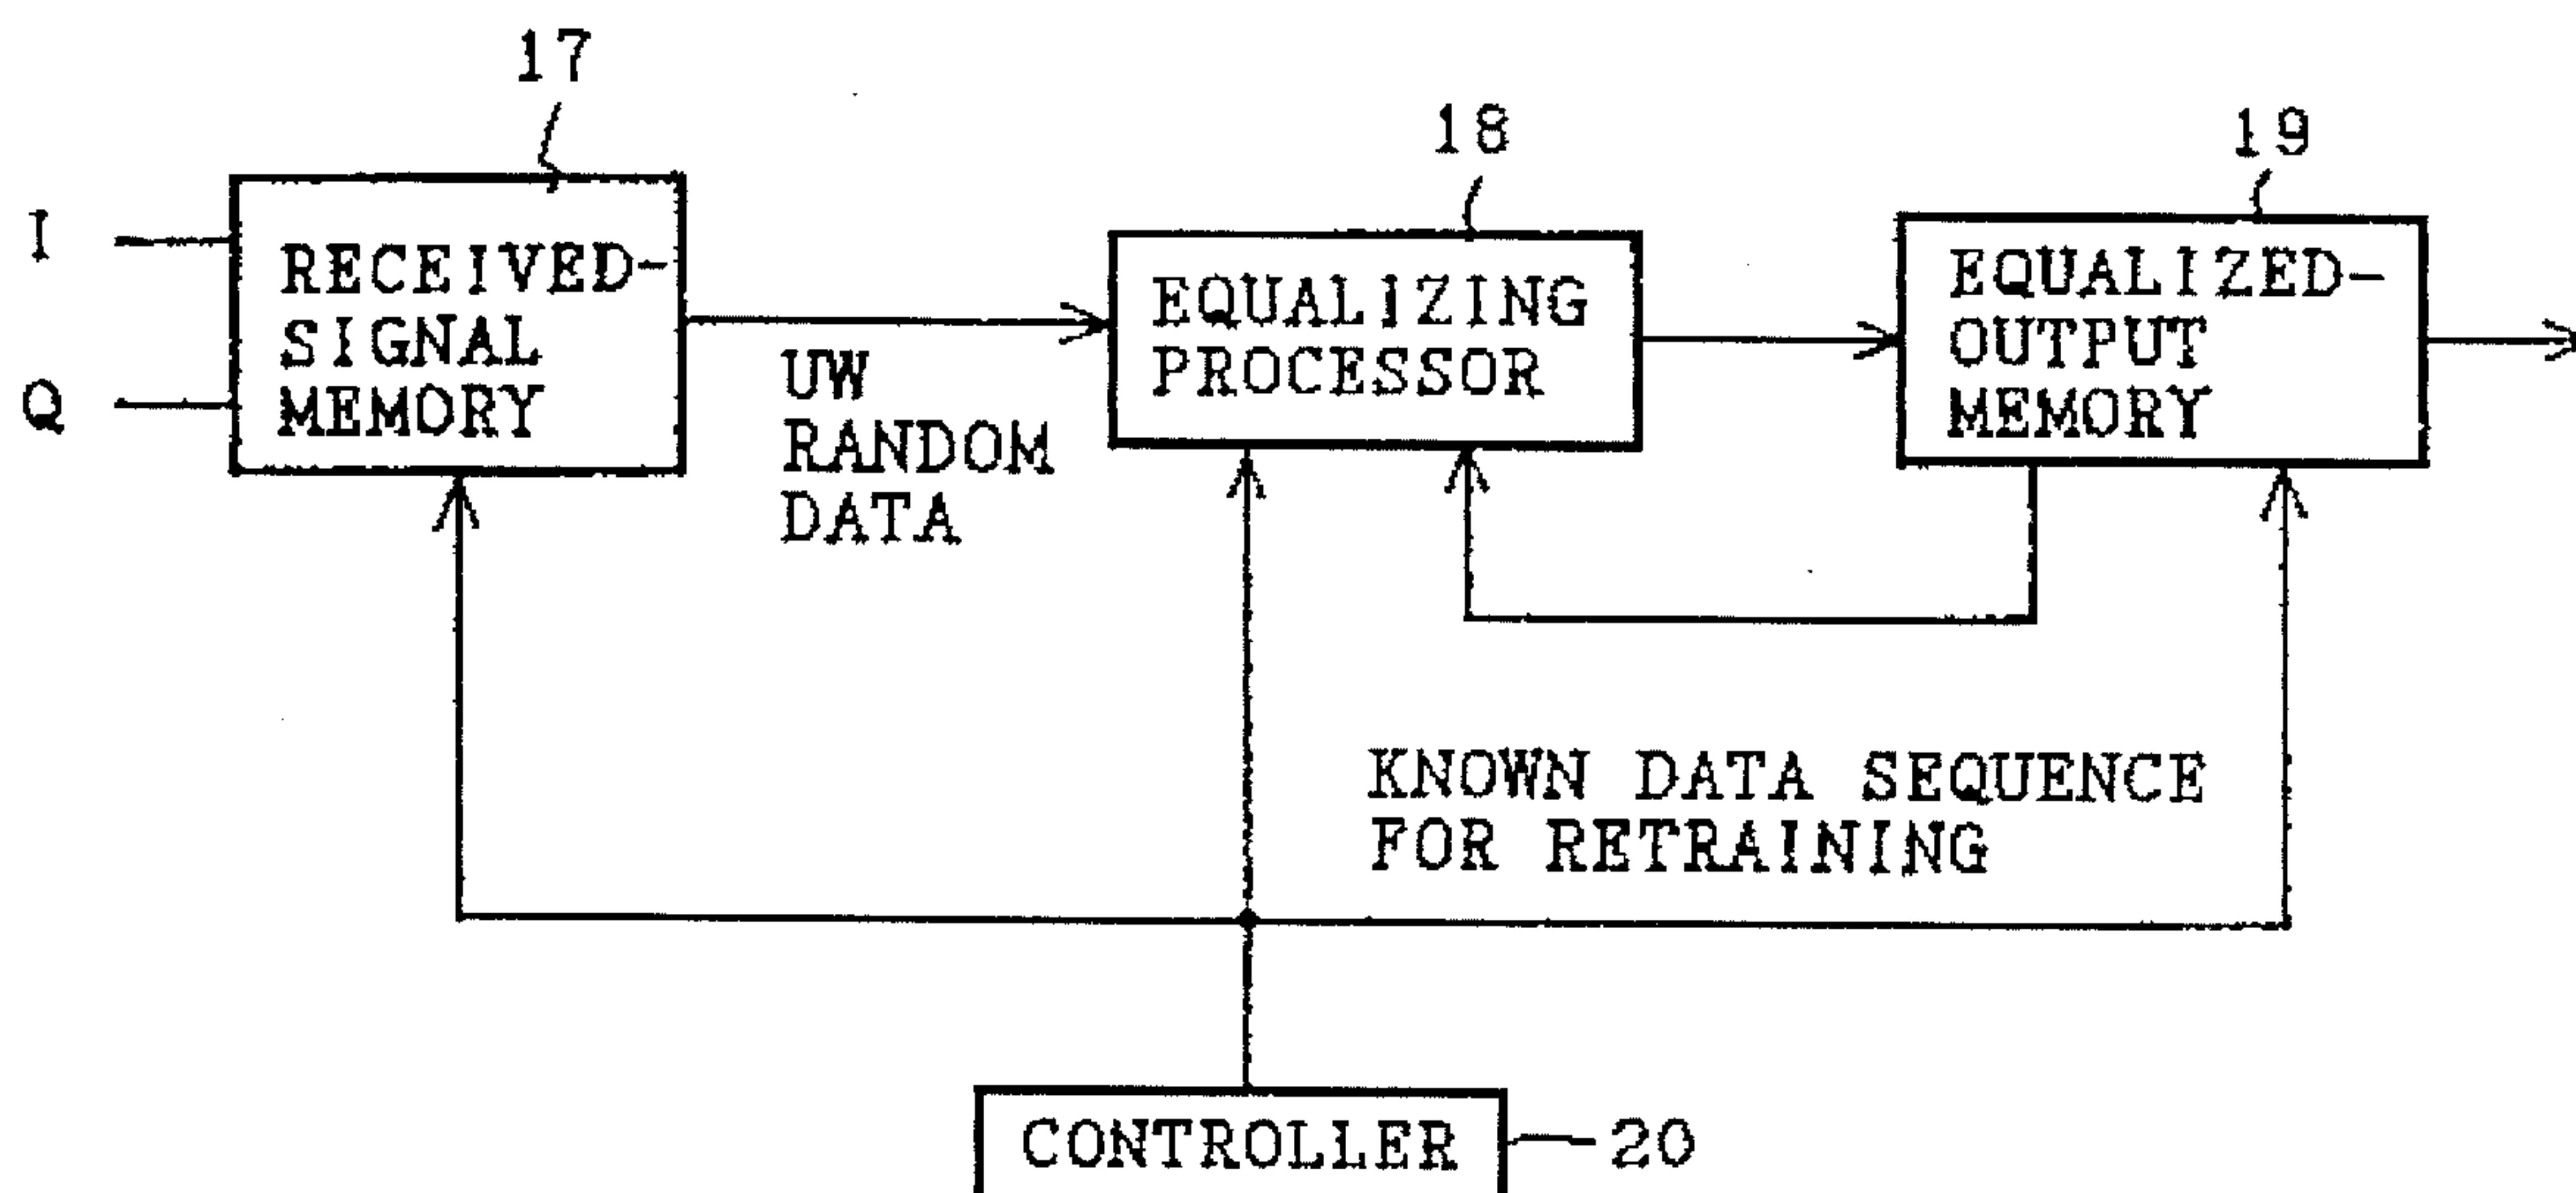 17
18
19
I
Q
RECEIVED-
SIGNAL
MEMORY
UW
RANDOM
DATA
EQUALIZING
PROCESSOR
EQUALIZED-
OUTPUT
MEMORY
KNOWN DATA SEQUENCE
FOR RETRAINING
CONTROLLER
20